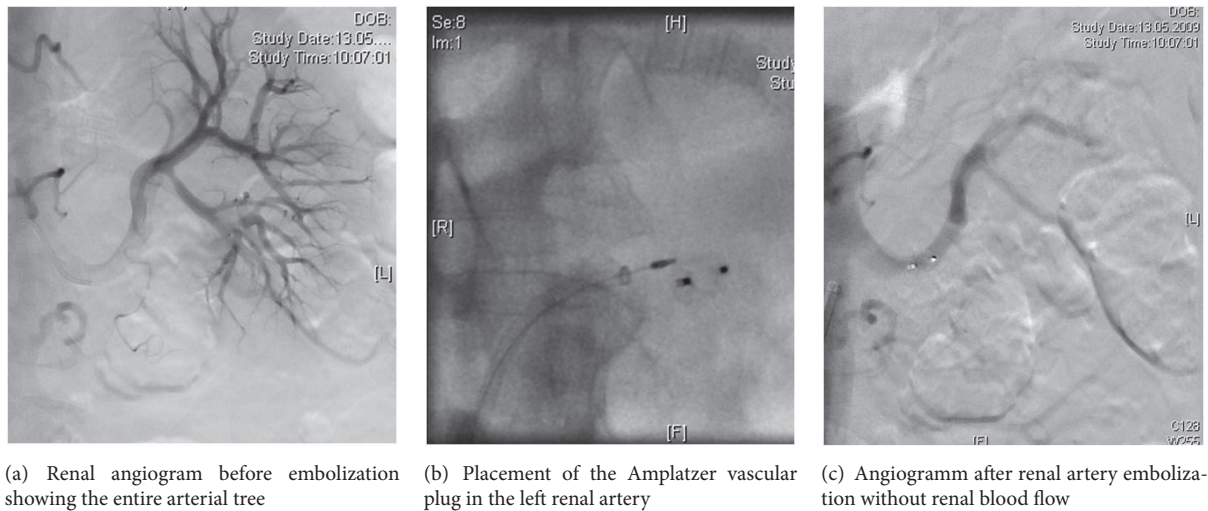 DOB:
Study Date:13.05....
Study Time:10:07:01
[L]
Se:8
Im:1
[H]
Study
Stu
[R]
[F]
DOB:
Study Date:13.05.2009
Study Time:10:07:01
[L]
[F]
C128
W255
(a) Renal angiogram before embolization
showing the entire arterial tree
(b) Placement of the Amplatzer vascular
plug in the left renal artery
(c) Angiogramm after renal artery emboliza-
tion without renal blood flow